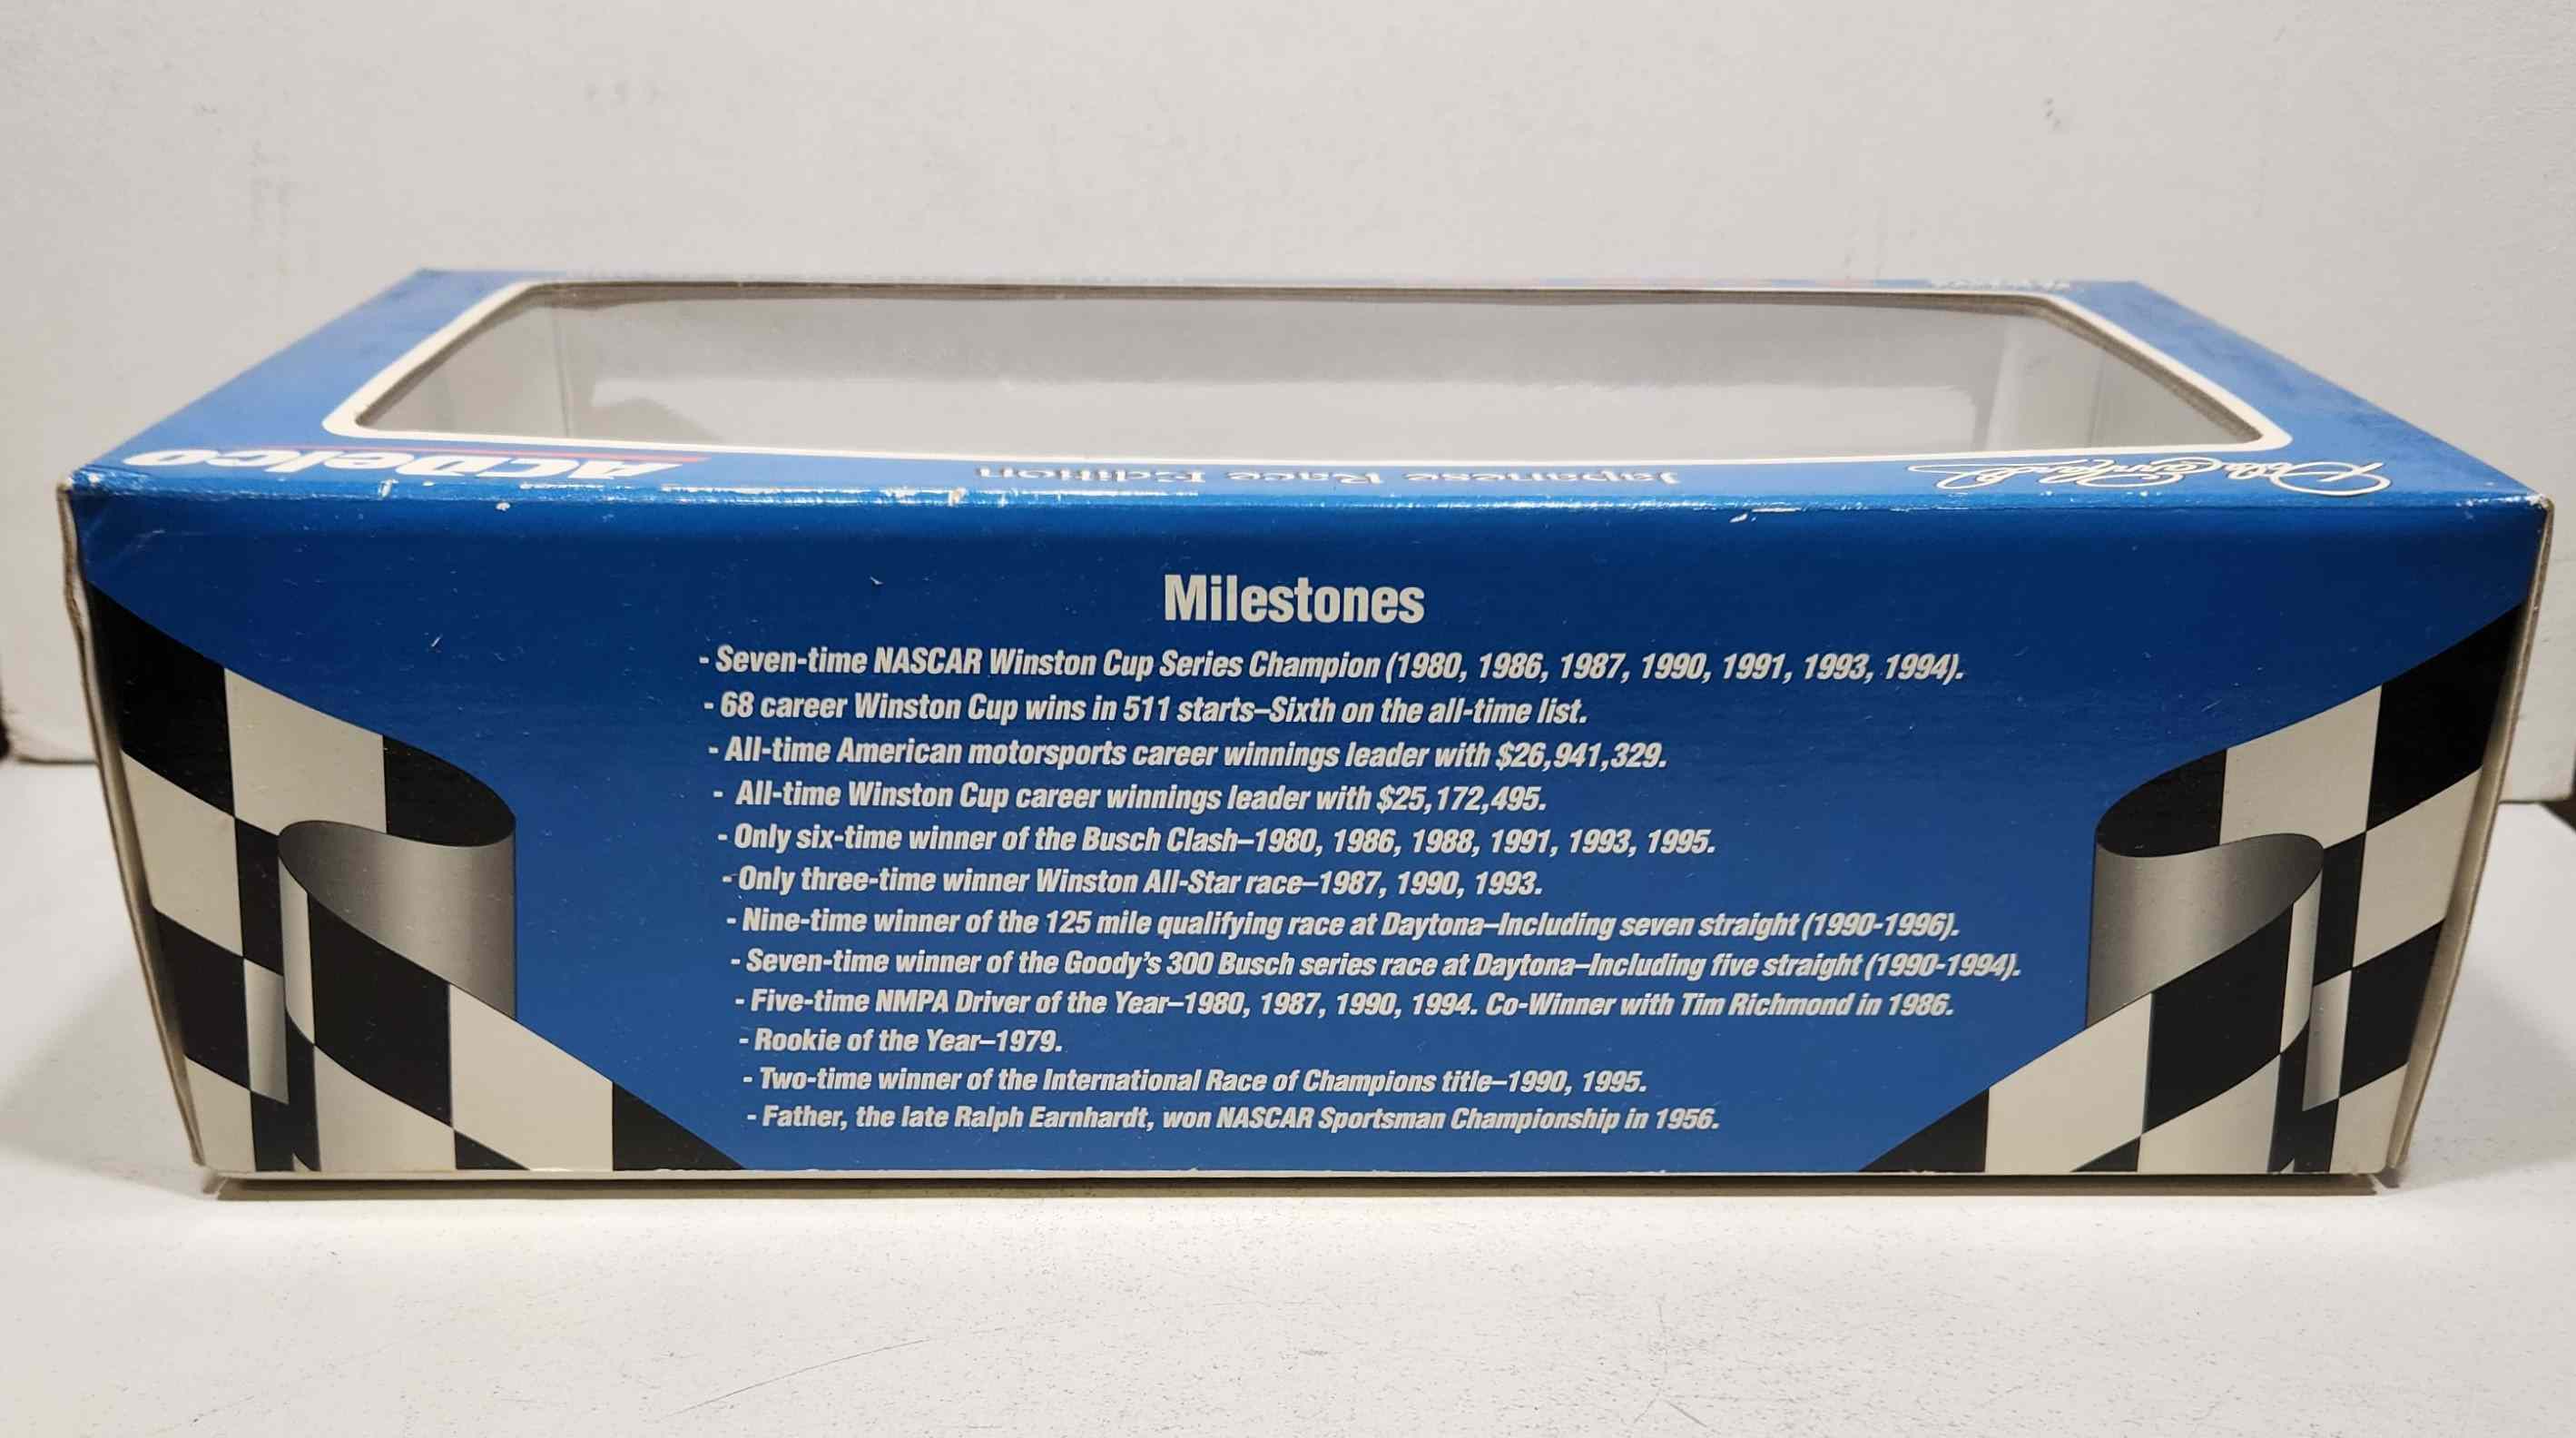 ACDelco
Japanese Race Edition
Dale Earnhardt
Milestones
- Seven-time NASCAR Winston Cup Series Champion (1980, 1986, 1987, 1990, 1991, 1993, 1994).
- 68 career Winston Cup wins in 511 starts–Sixth on the all-time list.
- All-time American motorsports career winnings leader with $26,941,329.
- All-time Winston Cup career winnings leader with $25,172,495.
- Only six-time winner of the Busch Clash–1980, 1986, 1988, 1991, 1993, 1995.
- Only three-time winner Winston All-Star race–1987, 1990, 1993.
- Nine-time winner of the 125 mile qualifying race at Daytona–Including seven straight (1990-1996).
- Seven-time winner of the Goody's 300 Busch series race at Daytona–Including five straight (1990-1994).
- Five-time NMPA Driver of the Year–1980, 1987, 1990, 1994. Co-Winner with Tim Richmond in 1986.
- Rookie of the Year–1979.
- Two-time winner of the International Race of Champions title–1990, 1995.
- Father, the late Ralph Earnhardt, won NASCAR Sportsman Championship in 1956.